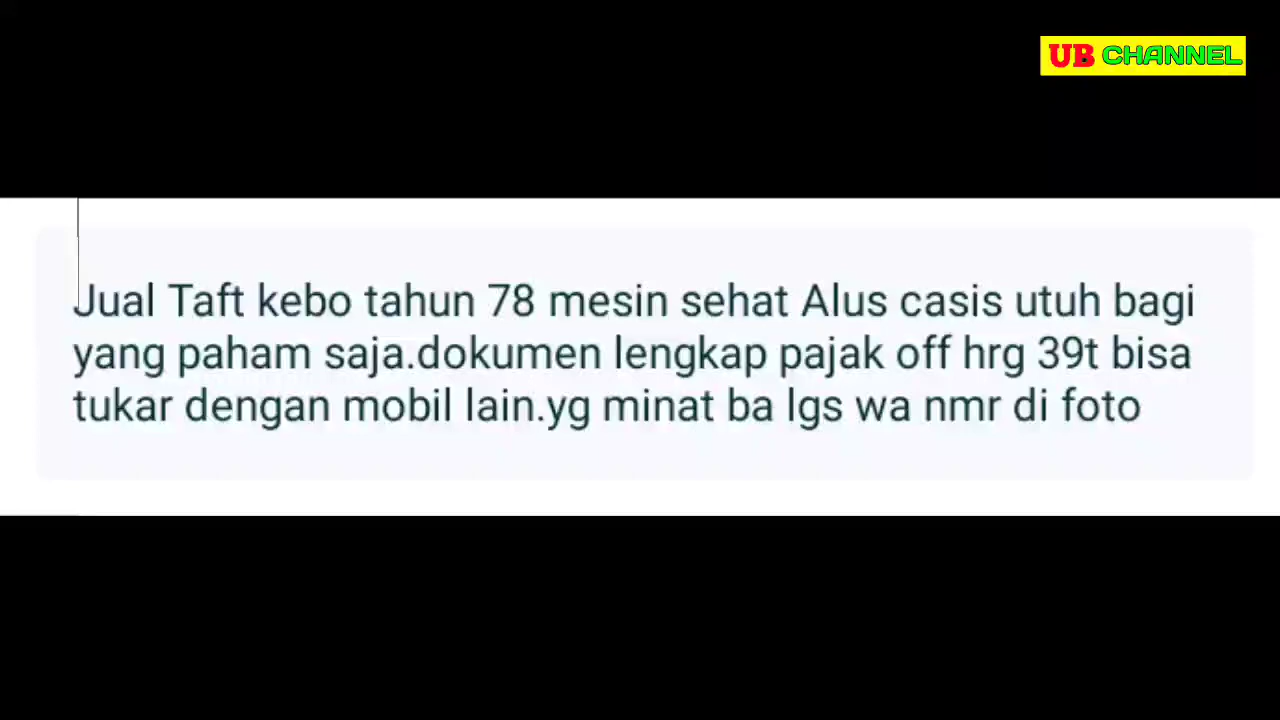 UB CHANNEL
Jual Taft kebo tahun 78 mesin sehat Alus casis utuh bagi
yang paham saja.dokumen lengkap pajak off hrg 39t bisa
tukar dengan mobil lain.yg minat ba lgs wa nmr di foto